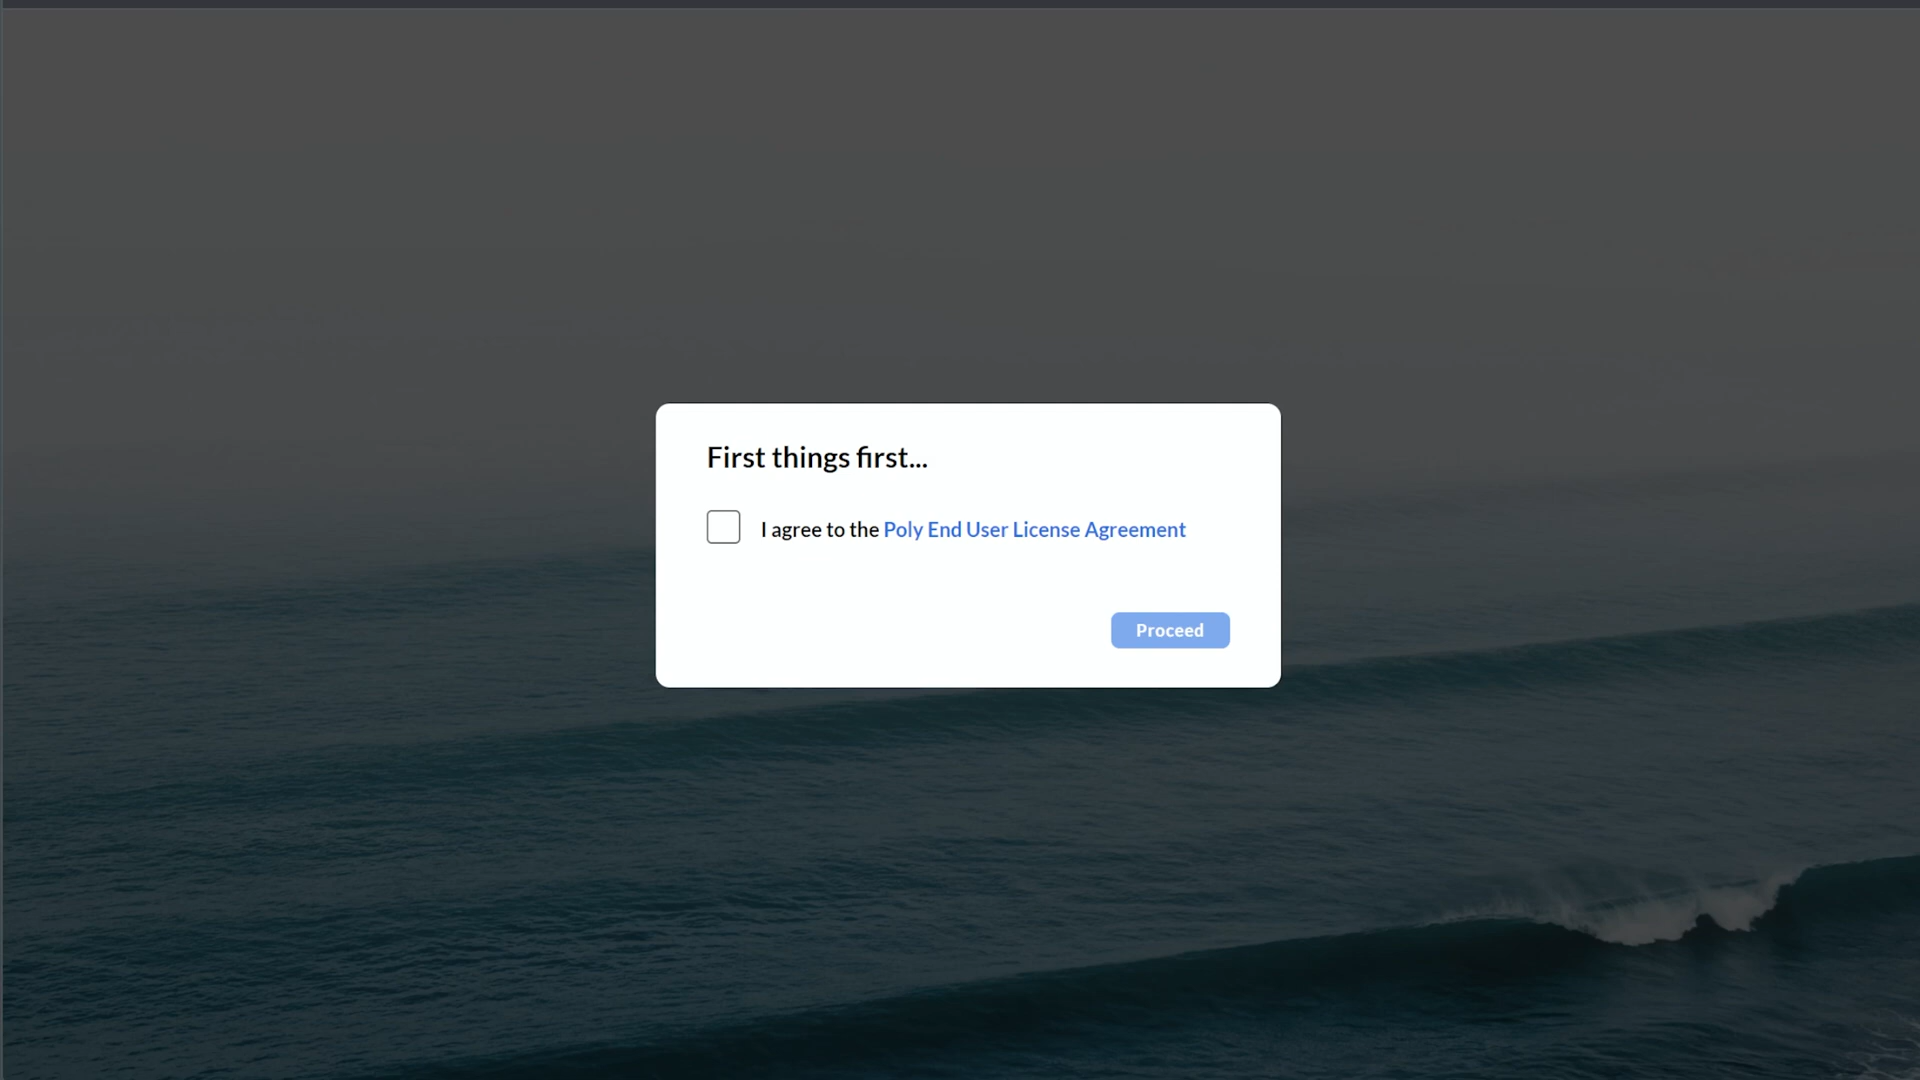 First things first...
I agree to the Poly End User License Agreement
Proceed